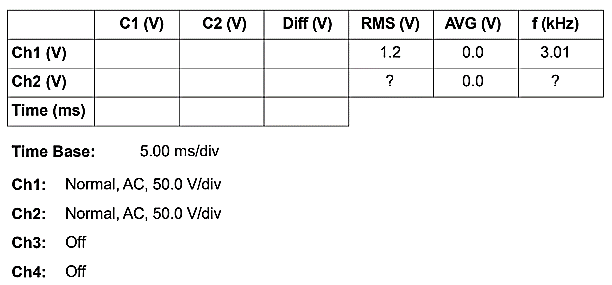 C1 (V) C2 (V) Diff (V) RMS (V) AVG (V) f (kHz)
Ch1 (V) 1.2 0.0 3.01
Ch2 (V) ? 0.0 ?
Time (ms)
Time Base: 5.00 ms/div
Ch1: Normal, AC, 50.0 V/div
Ch2: Normal, AC, 50.0 V/div
Ch3: Off
Ch4: Off